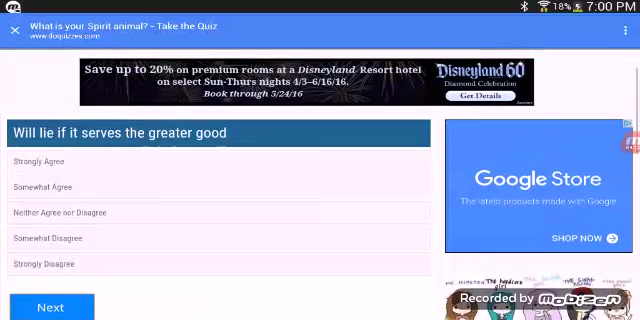 18% 7:00 PM
What is your Spirit animal? - Take the Quiz
www.doquizzes.com
Save up to 20% on premium rooms at a Disneyland Resort hotel
on select Sun-Thurs nights 4/3-6/16/16.
Book through 5/24/16
Disneyland 60
Diamond Celebration
Get Details
Will lie if it serves the greater good
Strongly Agree
Somewhat Agree
Neither Agree nor Disagree
Somewhat Disagree
Strongly Disagree
Next
Google Store
The latest products made with Google
SHOP NOW
Recorded by mobizen